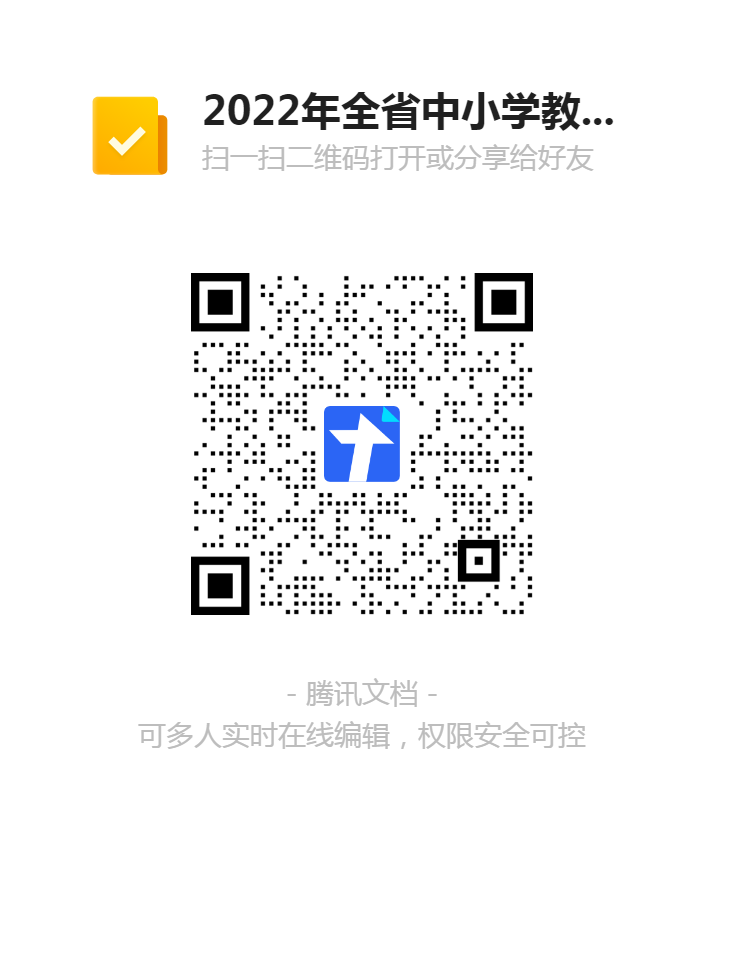 2022年全省中小学教...
扫一扫二维码打开或分享给好友
- 腾讯文档 -
可多人实时在线编辑，权限安全可控